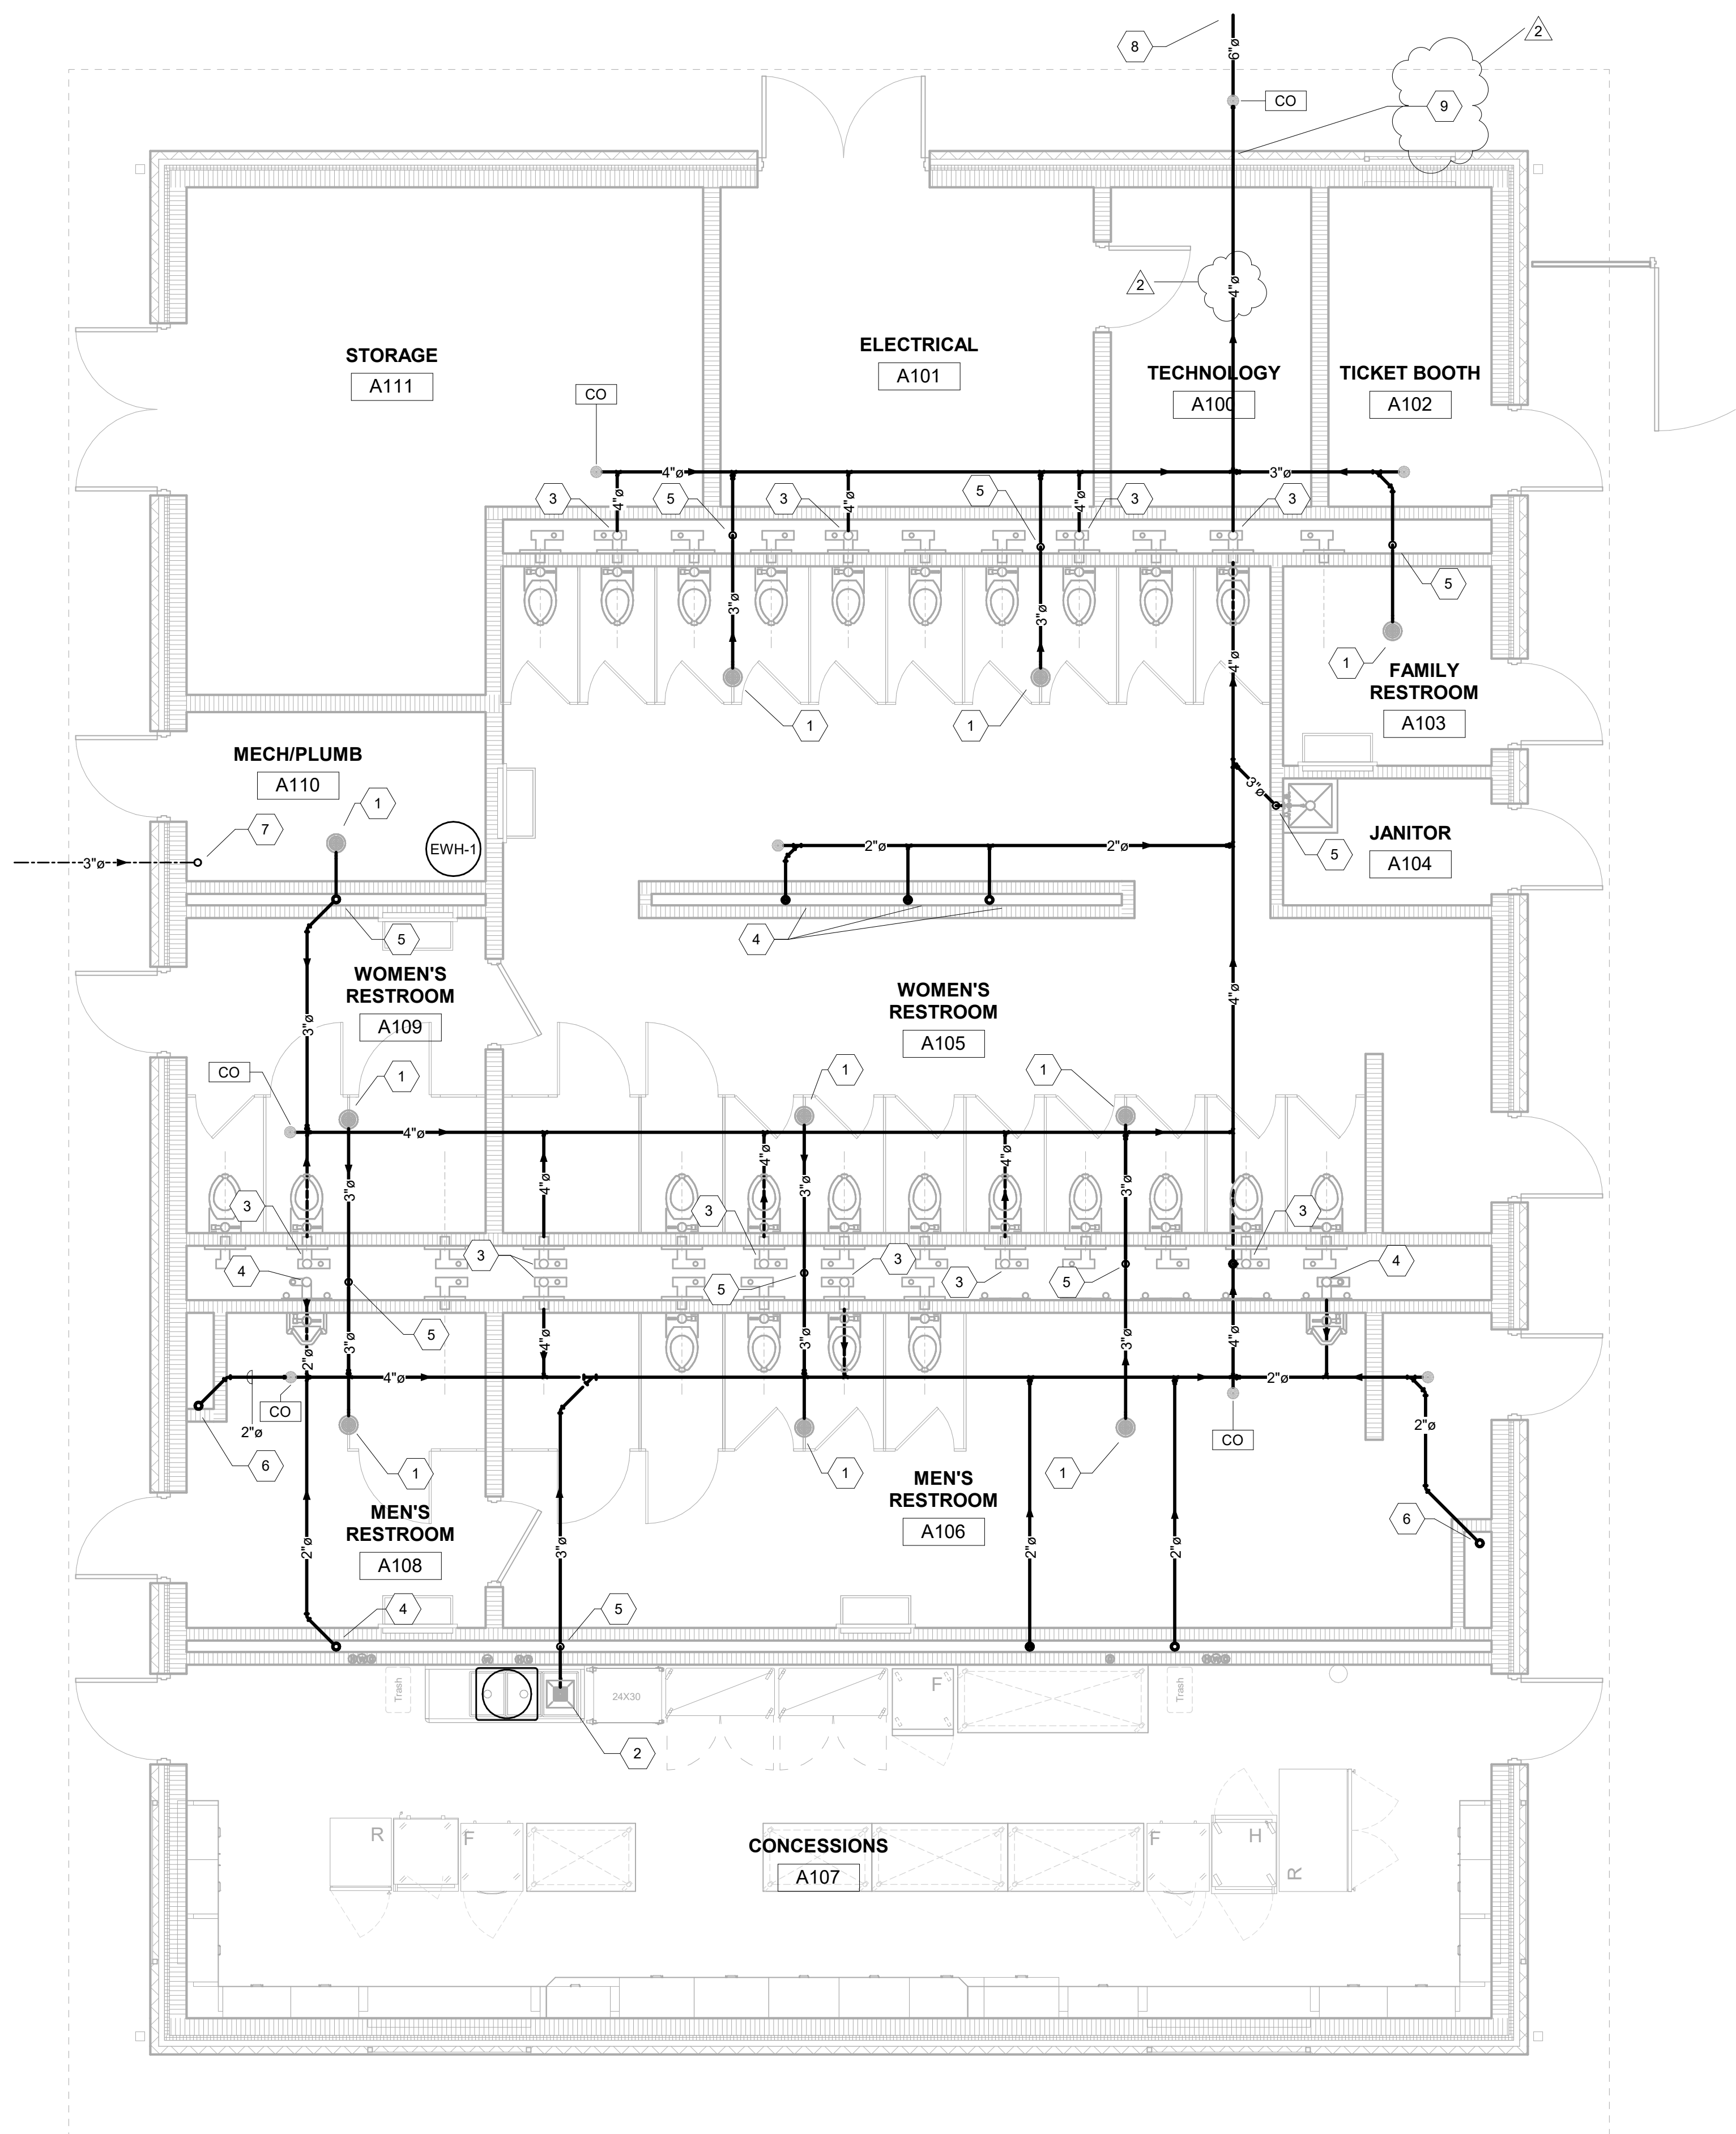 8
6"ø
2
CO
9
2
4"ø
STORAGE
A111
ELECTRICAL
A101
TECHNOLOGY
A100
TICKET BOOTH
A102
CO
4"ø
3"ø
3
5
3
5
3
3
4"ø
4"ø
4"ø
5
3"ø
3"ø
4"ø
1
FAMILY
RESTROOM
A103
1
1
MECH/PLUMB
A110
1
7
3"ø
EWH-1
3"ø
JANITOR
A104
5
2"ø
2"ø
5
4
WOMEN'S
RESTROOM
A109
WOMEN'S
RESTROOM
A105
4"ø
3"ø
CO
1
1
1
4"ø
4"ø
4"ø
3"ø
4"ø
3"ø
3"ø
3
3
3
3
3
3
4
4
5
5
5
3"ø
4"ø
3"ø
3"ø
4"ø
2"ø
4"ø
2"ø
CO
2"ø
2"ø
CO
6
1
1
1
MEN'S
RESTROOM
A108
MEN'S
RESTROOM
A106
6
2"ø
3"ø
2"ø
2"ø
4
5
Trash
24X30
F
Trash
2
R
F
CONCESSIONS
A107
F
H
R